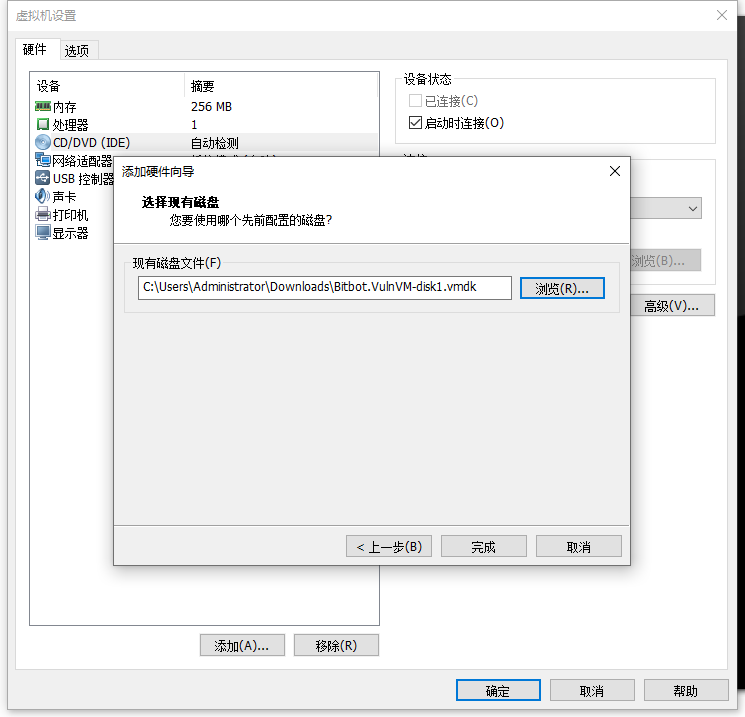 虚拟机设置
硬件 选项
设备 摘要
内存 256 MB
处理器 1
CD/DVD (IDE) 自动检测
网络适配器
USB 控制器
声卡
打印机
显示器
设备状态
已连接(C)
启动时连接(O)
浏览(B)...
高级(V)...
添加硬件向导
选择现有磁盘
您要使用哪个先前配置的磁盘?
现有磁盘文件(F)
C:\Users\Administrator\Downloads\Bitbot.VulnVM-disk1.vmdk
浏览(R)...
< 上一步(B) 完成 取消
添加(A)... 移除(R)
确定 取消 帮助